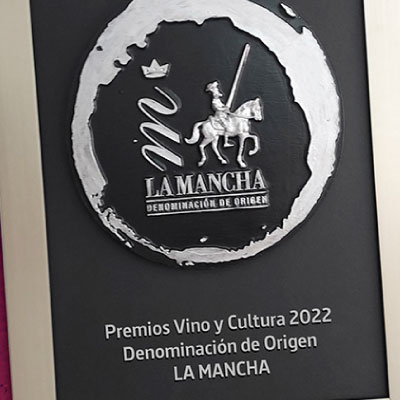 m
LA MANCHA
DENOMINACIÓN DE ORIGEN
Premios Vino y Cultura 2022
Denominación de Origen
LA MANCHA